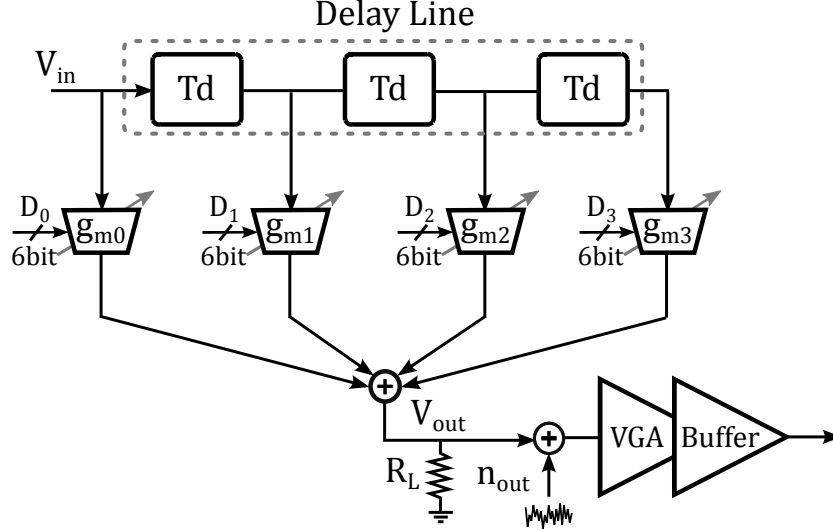 Delay Line
V_in
Td Td Td
D_0 D_1 D_2 D_3
g_m0 g_m1 g_m2 g_m3
6bit 6bit 6bit 6bit
+
V_out
+
VGA Buffer
R_L
n_out